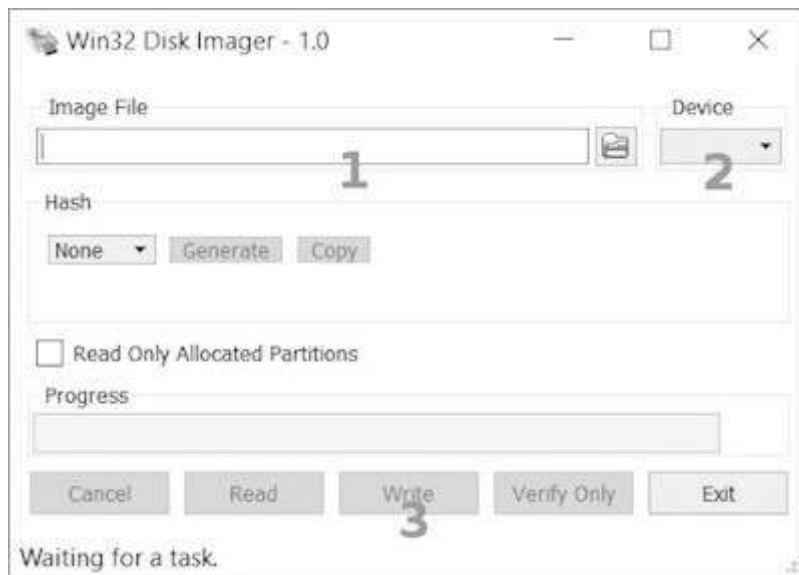 Win32 Disk Imager - 1.0
Image File Device
1 2
Hash
None Generate Copy
Read Only Allocated Partitions
Progress
Cancel Read Write Verify Only Exit
3
Waiting for a task.